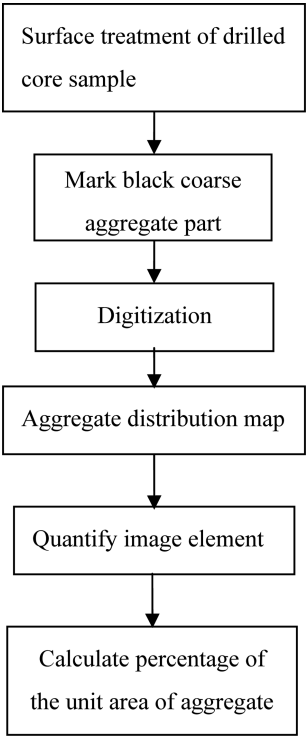 Surface treatment of drilled
core sample
Mark black coarse
aggregate part
Digitization
Aggregate distribution map
Quantify image element
Calculate percentage of
the unit area of aggregate